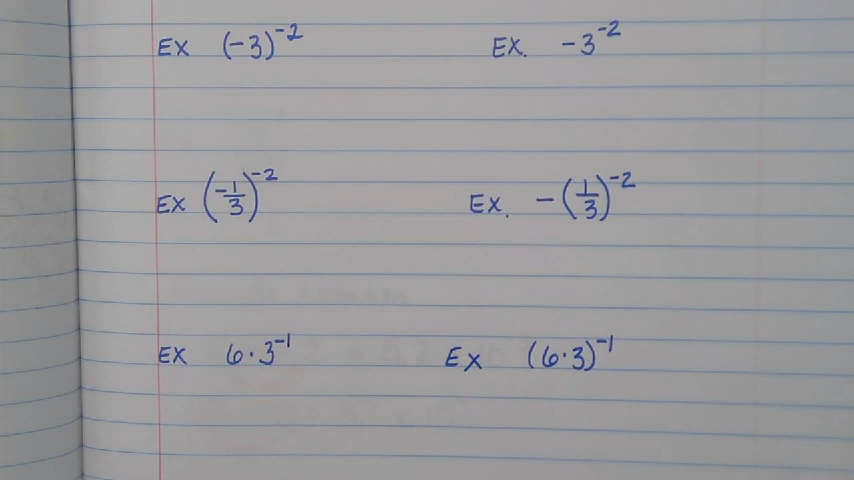 Ex (-3)⁻² Ex. -3⁻²
Ex (-1/3)⁻² Ex. -(1/3)⁻²
Ex 6·3⁻¹ Ex (6·3)⁻¹